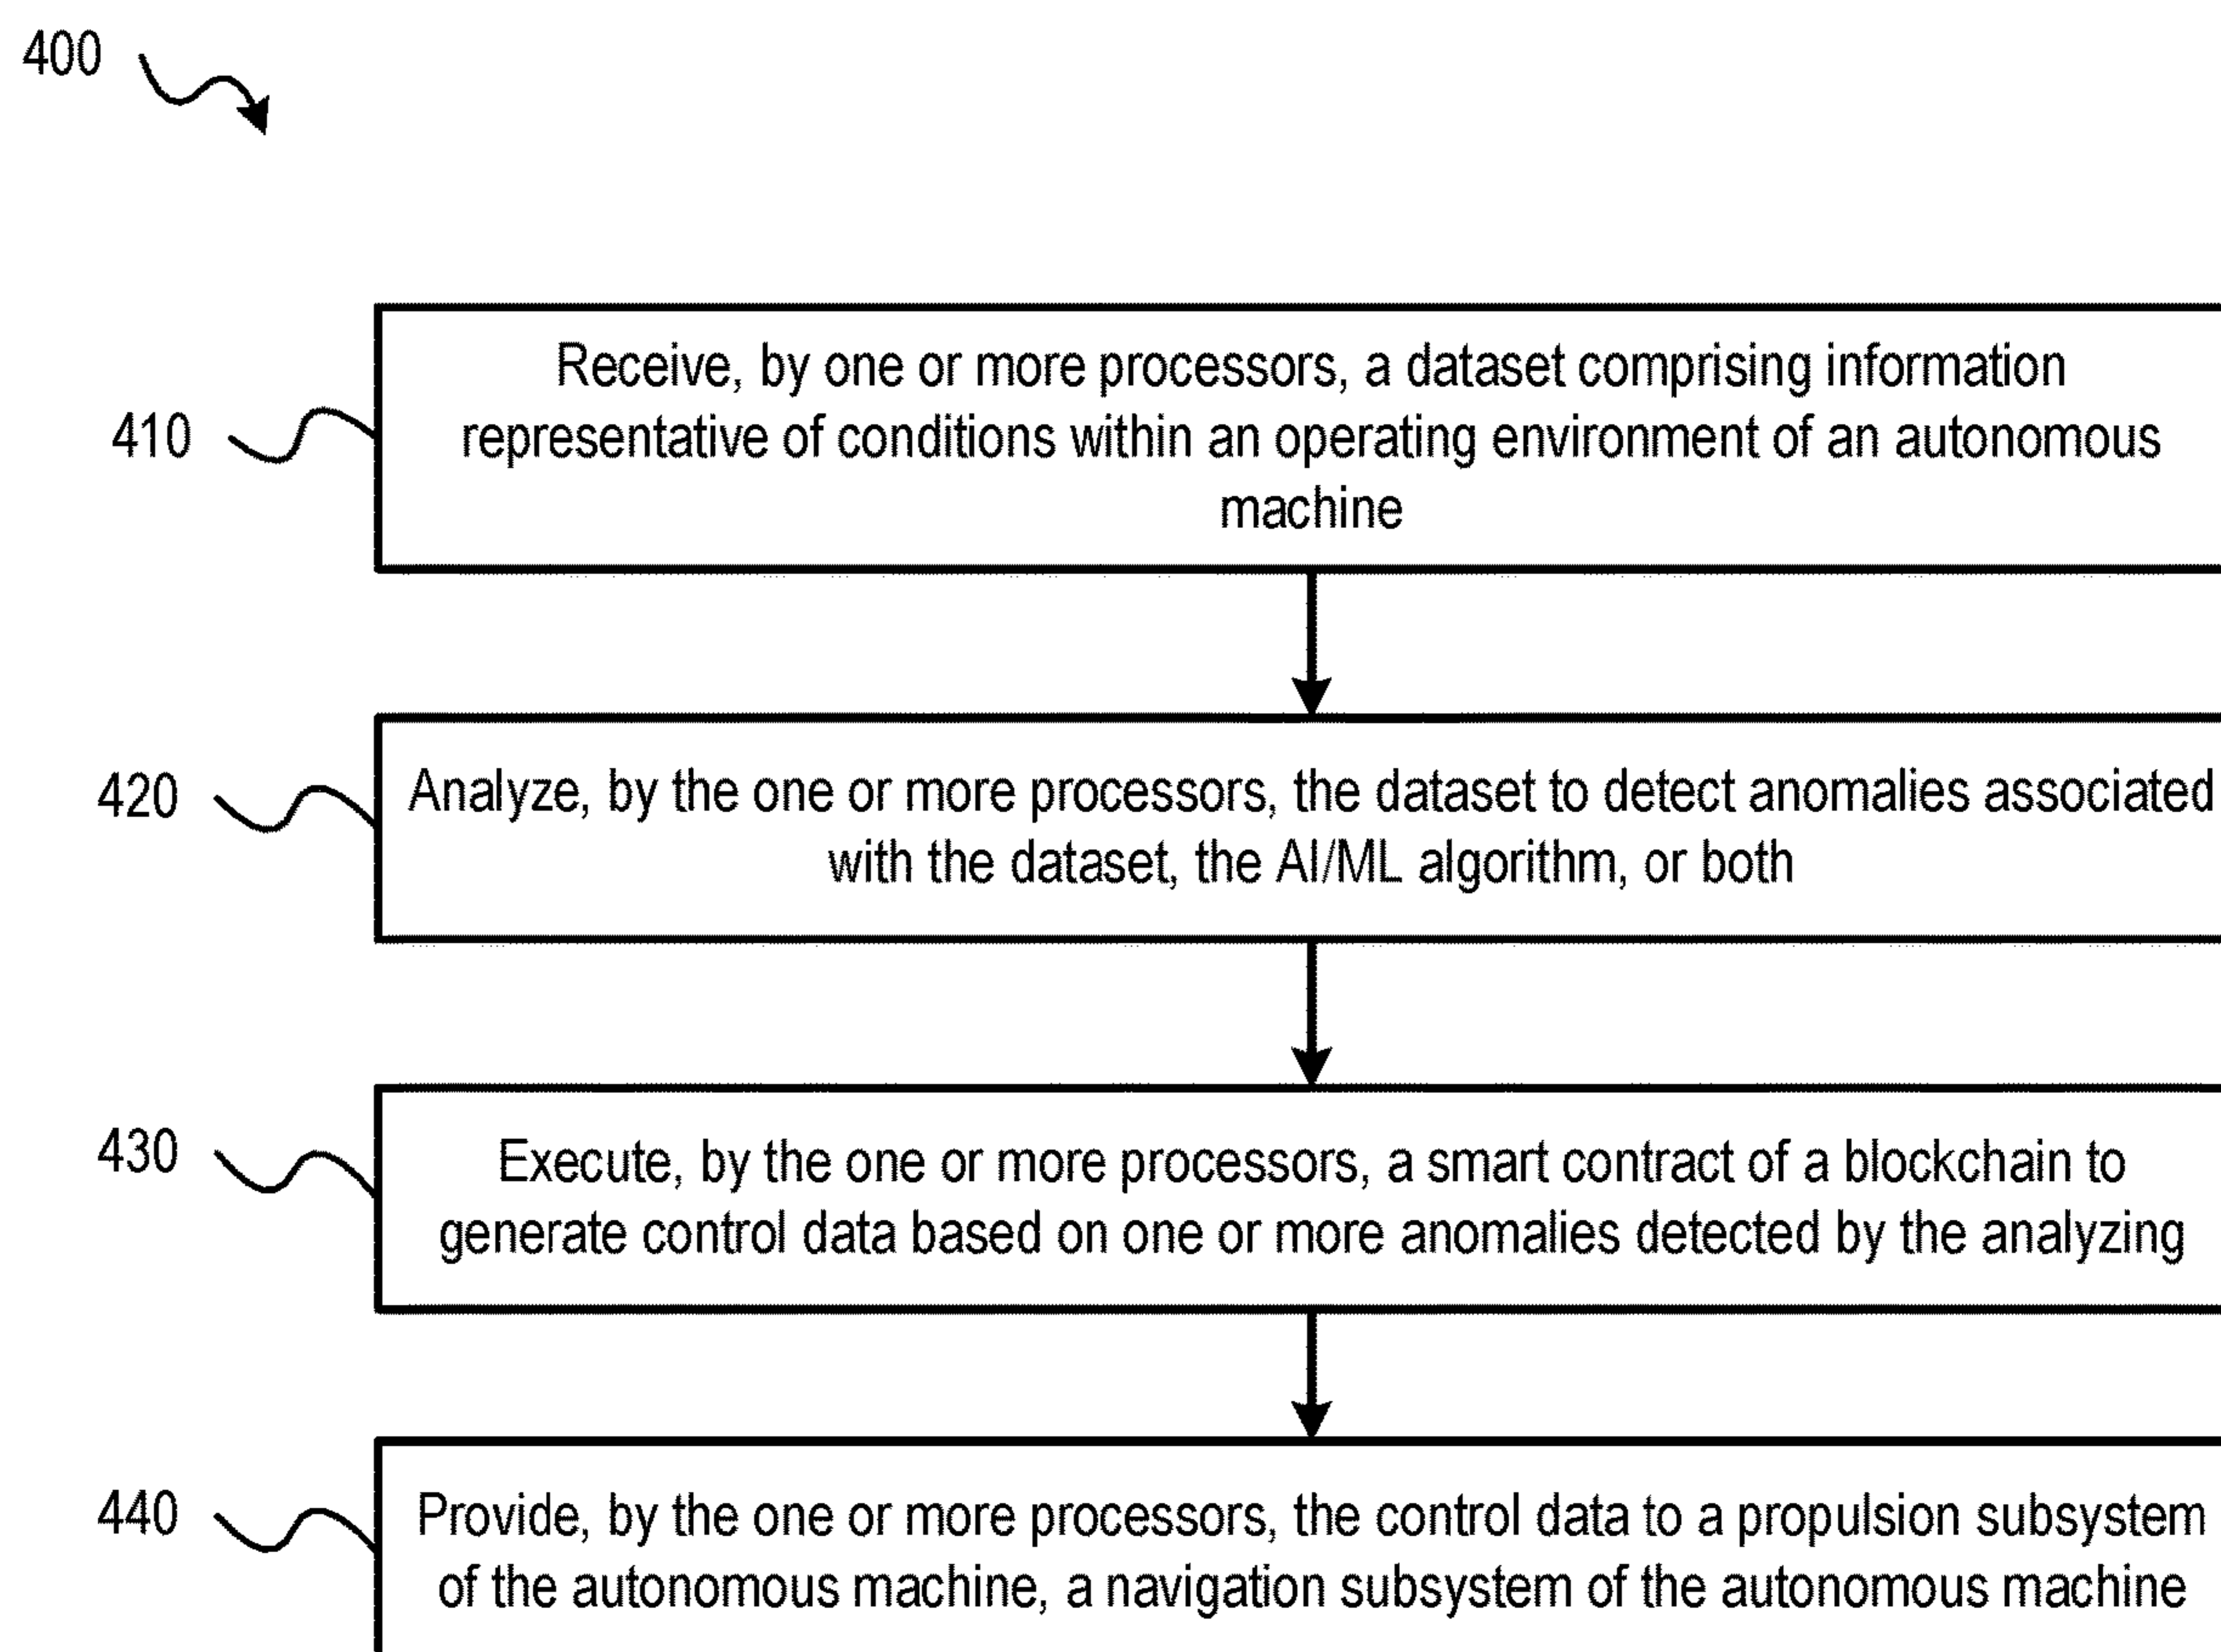 400
410
Receive, by one or more processors, a dataset comprising information
representative of conditions within an operating environment of an autonomous
machine
420
Analyze, by the one or more processors, the dataset to detect anomalies associated
with the dataset, the AI/ML algorithm, or both
430
Execute, by the one or more processors, a smart contract of a blockchain to
generate control data based on one or more anomalies detected by the analyzing
440
Provide, by the one or more processors, the control data to a propulsion subsystem
of the autonomous machine, a navigation subsystem of the autonomous machine